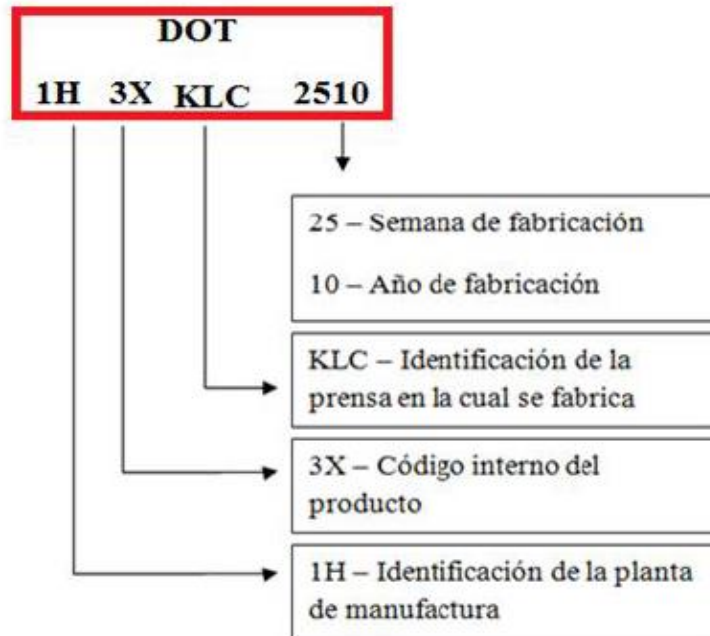 DOT
1H 3X KLC 2510
25 – Semana de fabricación
10 – Año de fabricación
KLC – Identificación de la
prensa en la cual se fabrica
3X – Código interno del
producto
1H – Identificación de la planta
de manufactura